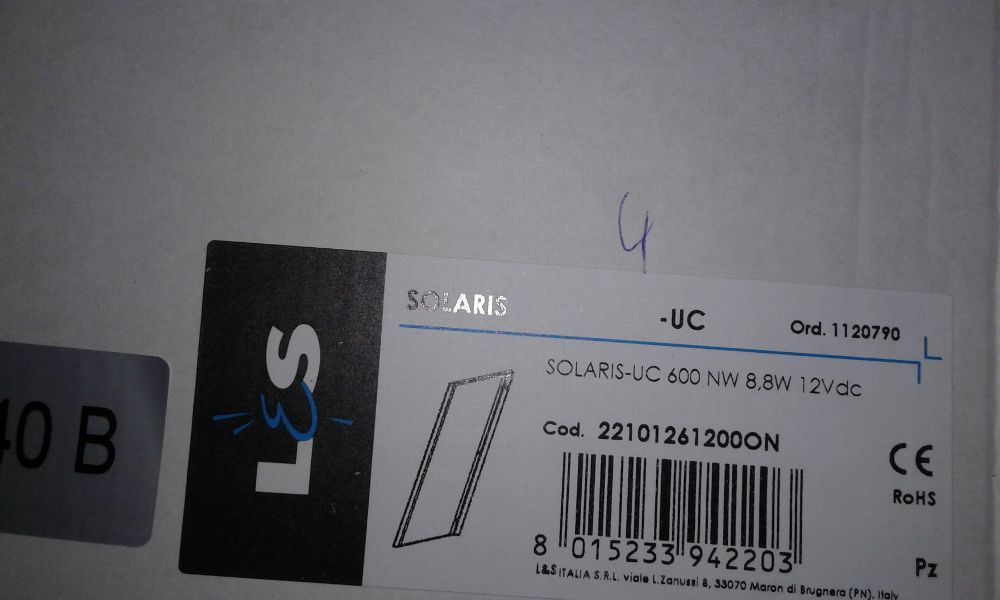 4
SOLARIS
-UC
Ord. 1120790
SOLARIS-UC 600 NW 8,8W 12Vdc
Cod. 22101261200ON
CE
RoHS
8 015233 942203
Pz
L&S ITALIA S.R.L. viale L.Zanussi 8, 33070 Maron di Brugnera (PN), Italy
L&S
40 B